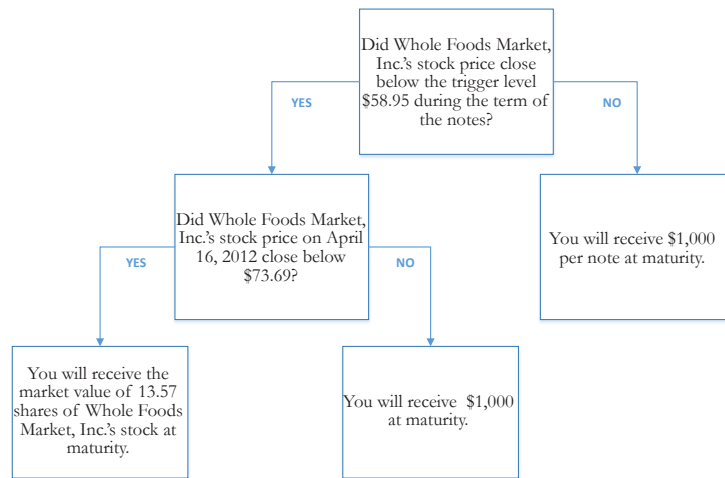 Did Whole Foods Market,
Inc.'s stock price close
below the trigger level
$58.95 during the term of
the notes?
YES
NO
Did Whole Foods Market,
Inc.'s stock price on April
16, 2012 close below
$73.69?
You will receive $1,000
per note at maturity.
YES
NO
You will receive the
market value of 13.57
shares of Whole Foods
Market, Inc.'s stock at
maturity.
You will receive $1,000
at maturity.